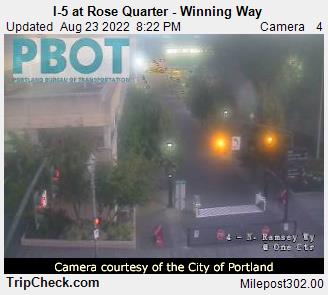 I-5 at Rose Quarter - Winning Way
Updated Aug 23 2022 8:22 PM Camera 4
PBOT
PORTLAND BUREAU OF TRANSPORTATION
4 - N. Ramsey Wy
@ One Ctr
Camera courtesy of the City of Portland
TripCheck.com Milepost302.00